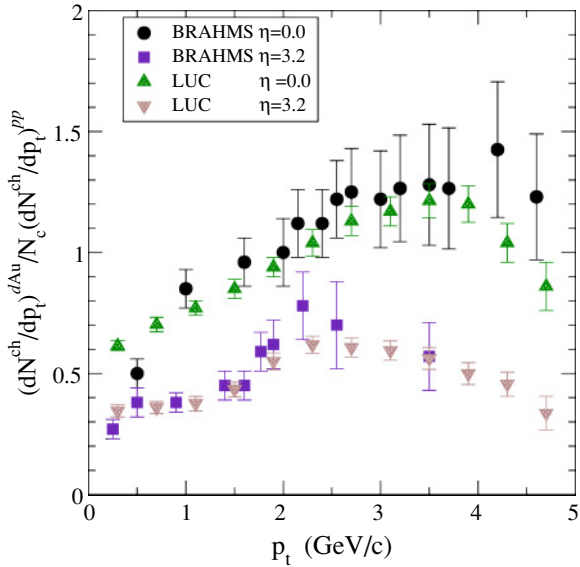 BRAHMS η=0.0
BRAHMS η=3.2
LUC η =0.0
LUC η=3.2
2
1.5
1
0.5
0
(dN^ch/dp_t)^dAu/N_c(dN^ch/dp_t)^pp
0 1 2 3 4 5
p_t (GeV/c)